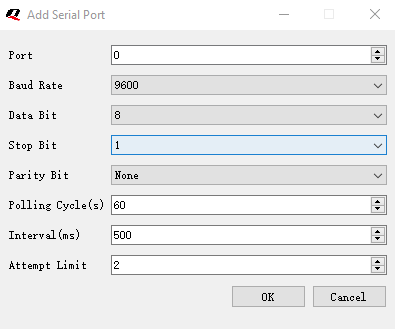 Add Serial Port
Port 0
Baud Rate 9600
Data Bit 8
Stop Bit 1
Parity Bit None
Polling Cycle(s) 60
Interval(ms) 500
Attempt Limit 2
OK Cancel